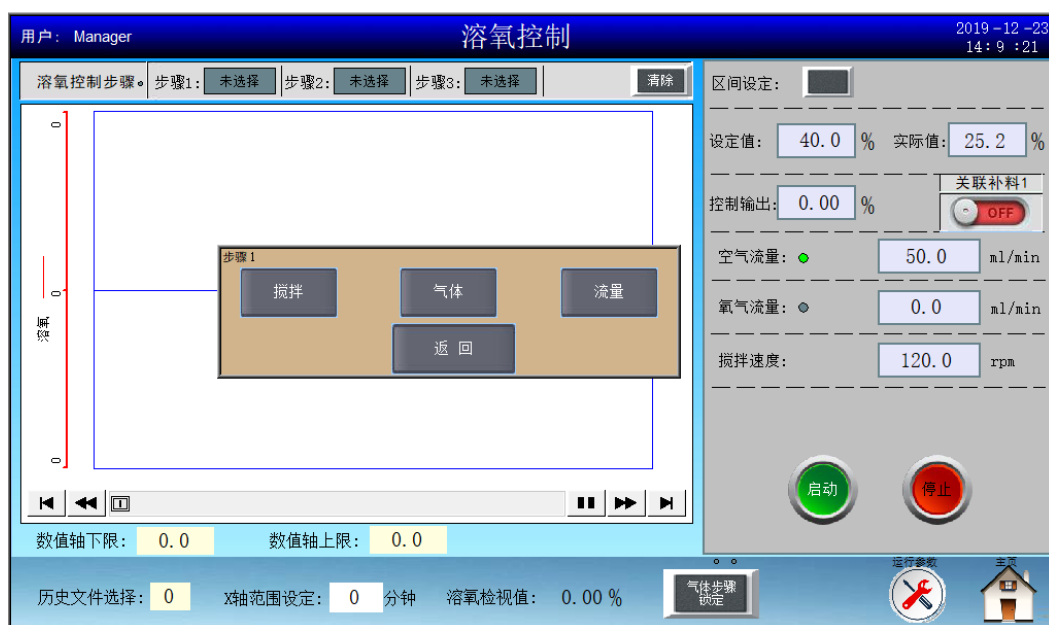 用户: Manager
溶氧控制
2019-12-23
14:9:21
溶氧控制步骤。 步骤1: 未选择 步骤2: 未选择 步骤3: 未选择 清除
区间设定:
设定值: 40.0 % 实际值: 25.2 %
关联补料1
控制输出: 0.00 % OFF
空气流量: 50.0 ml/min
氧气流量: 0.0 ml/min
搅拌速度: 120.0 rpm
启动 停止
0
溶氧 0
0
步骤1
搅拌 气体 流量
返 回
数值轴下限: 0.0 数值轴上限: 0.0
历史文件选择: 0 X轴范围设定: 0 分钟 溶氧检视值: 0.00 %
气体步骤
锁定
运行参数 主页